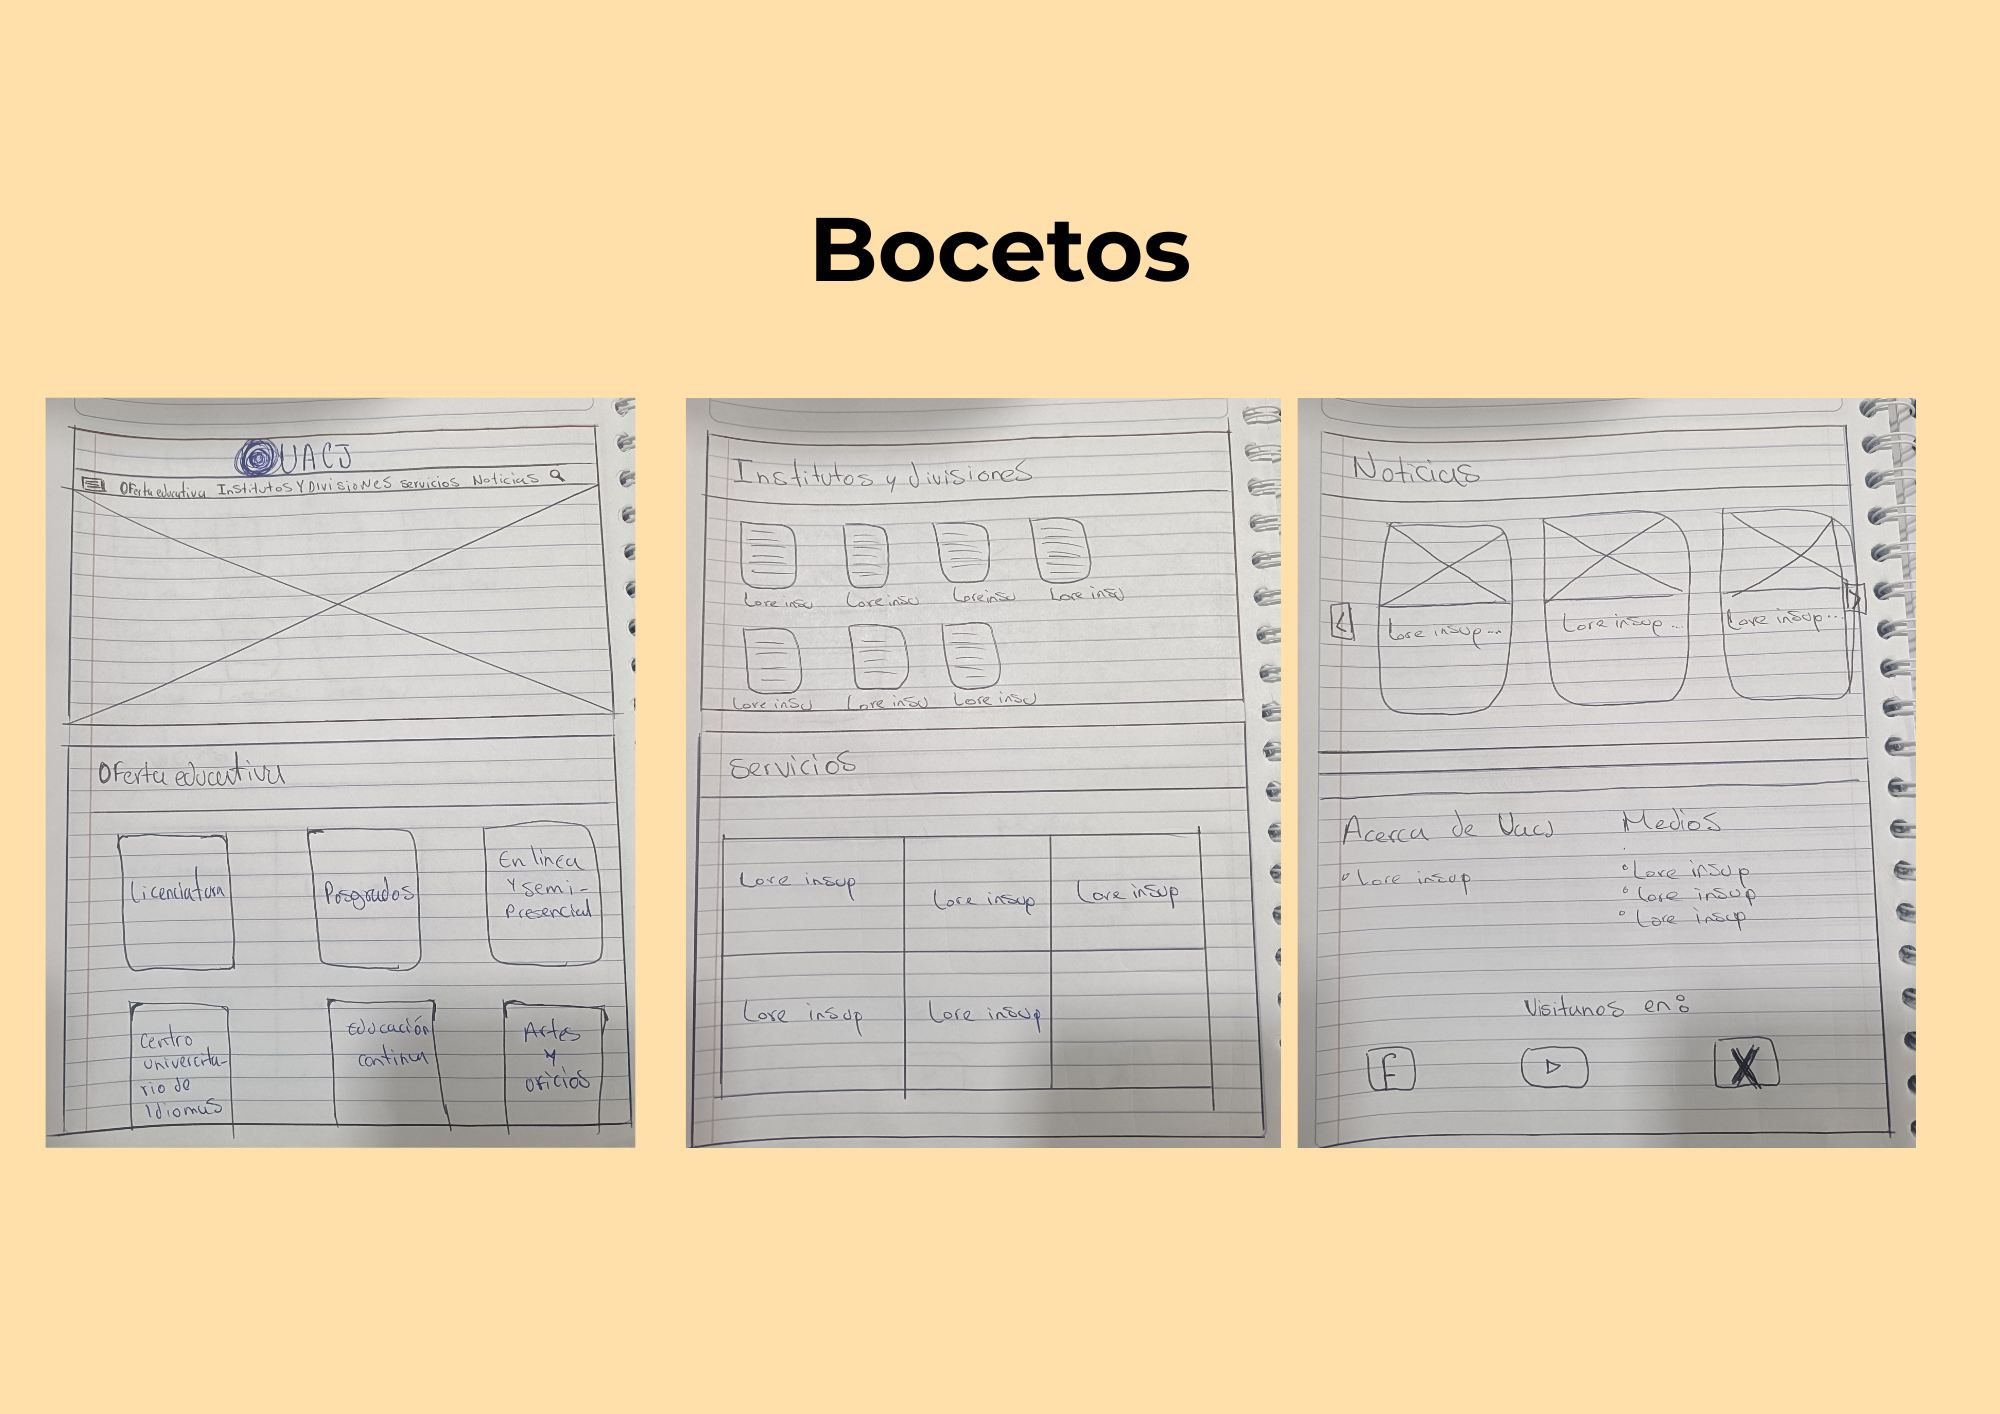 Bocetos
UACJ
Oferta educativa Institutos Y Divisiones servicios Noticias
Oferta educativa
Licenciatura
Posgrados
En linea
Y semi-
Presencial
Centro
univercita-
rio de
Idiomas
Educación
continua
Artes
Y
oficios
Institutos y divisiones
Lore insu
Lore insu
Lore insu
Lore insu
Lore insu
Lore insu
Lore insu
Servicios
Lore insup
Lore insup
Lore insup
Lore insup
Lore insup
Noticias
Lore insup...
Lore insup...
Lore insup...
Acerca de Uacj
° Lore insup
Medios
° Lore insup
° Lore insup
° Lore insup
Visitanos en:
F
X